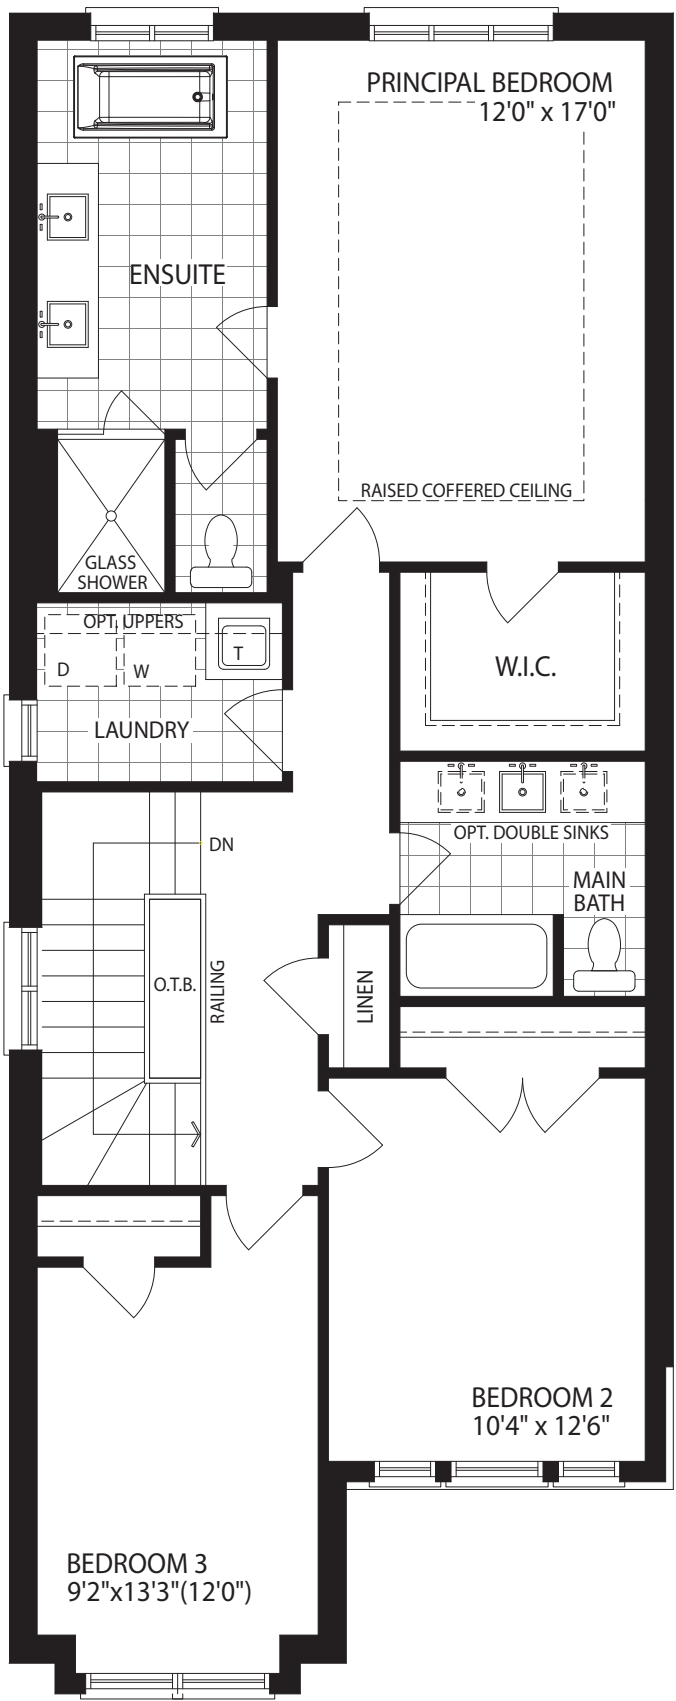 PRINCIPAL BEDROOM
12'0" x 17'0"
ENSUITE
RAISED COFFERED CEILING
GLASS
SHOWER
OPT. UPPERS
D
W
T
LAUNDRY
W.I.C.
DN
OPT. DOUBLE SINKS
MAIN
BATH
O.T.B.
RAILING
LINEN
BEDROOM 2
10'4" x 12'6"
BEDROOM 3
9'2"x13'3"(12'0")